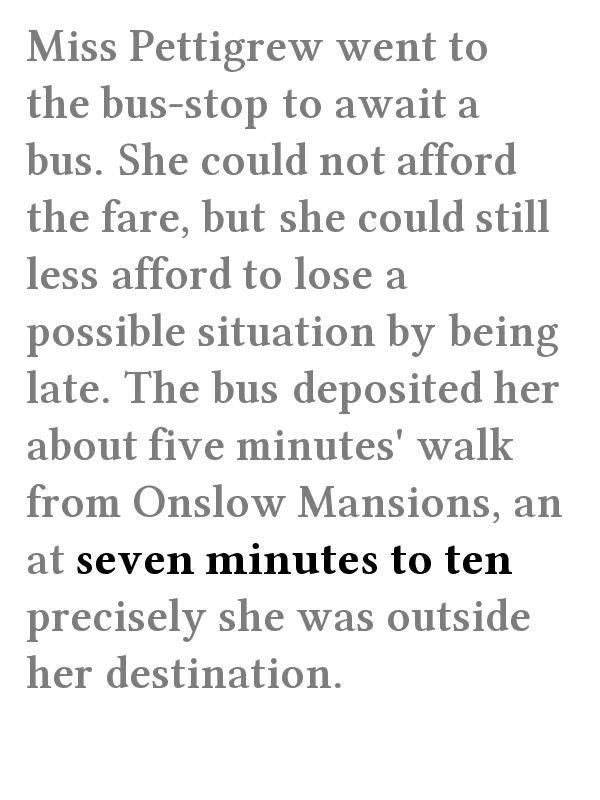 Miss Pettigrew went to
the bus-stop to await a
bus. She could not afford
the fare, but she could still
less afford to lose a
possible situation by being
late. The bus deposited her
about five minutes' walk
from Onslow Mansions, an
at seven minutes to ten
precisely she was outside
her destination.